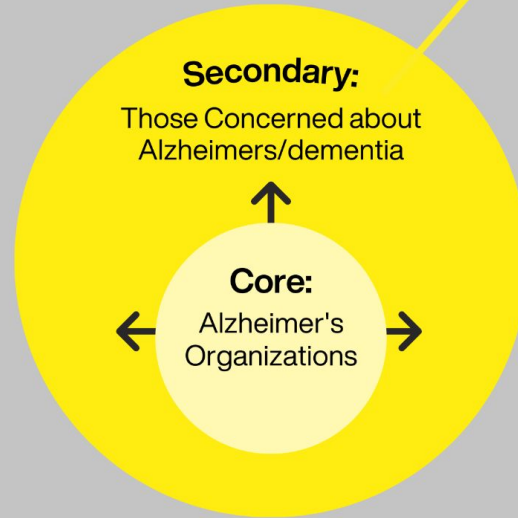 Secondary:
Those Concerned about
Alzheimers/dementia
Core:
Alzheimer's
Organizations